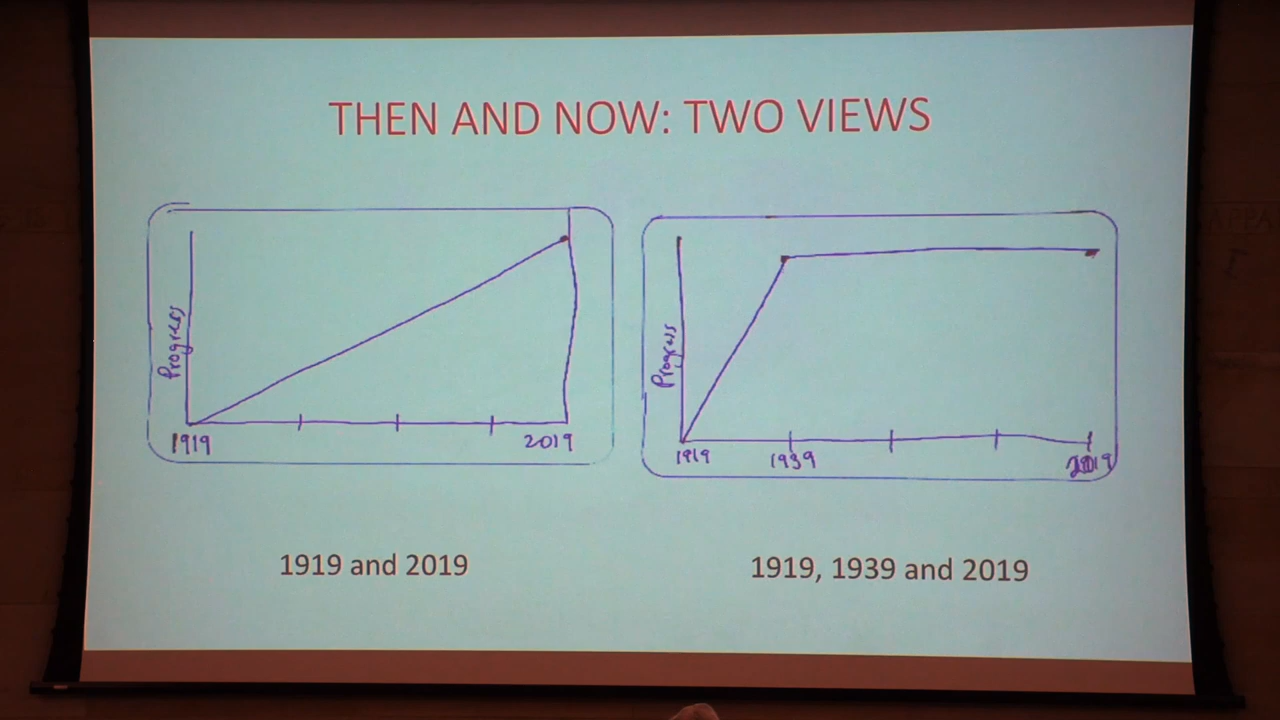 THEN AND NOW: TWO VIEWS
Progress
1919
2019
Progress
1919
1939
2019
1919 and 2019
1919, 1939 and 2019